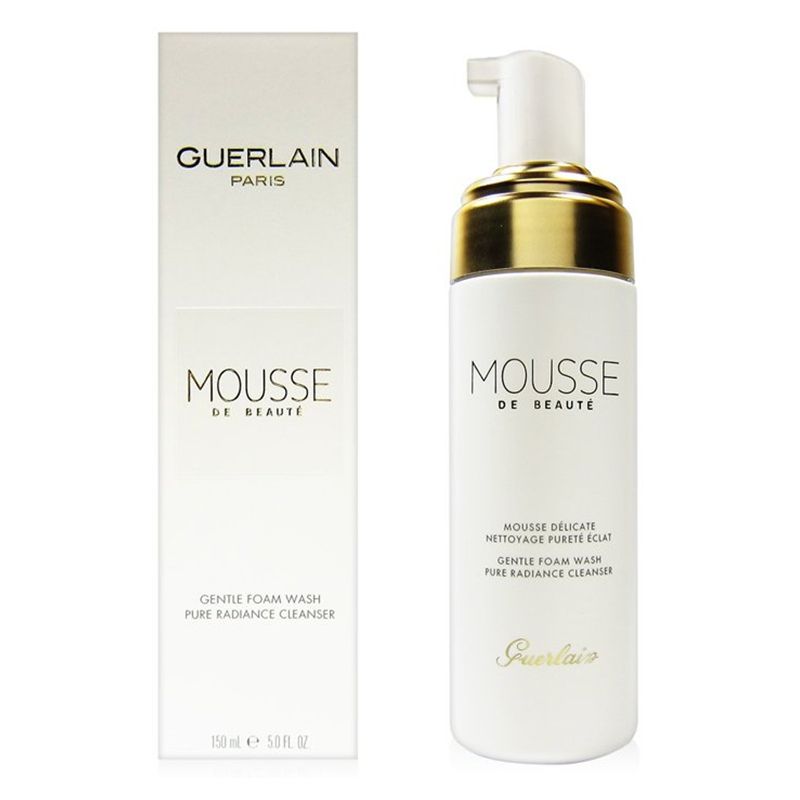 GUERLAIN
PARIS
MOUSSE
DE BEAUTÉ
GENTLE FOAM WASH
PURE RADIANCE CLEANSER
150 mL ℮ 5.0 FL. OZ.
MOUSSE
DE BEAUTÉ
MOUSSE DÉLICATE
NETTOYAGE PURETÉ ÉCLAT
GENTLE FOAM WASH
PURE RADIANCE CLEANSER
Guerlain